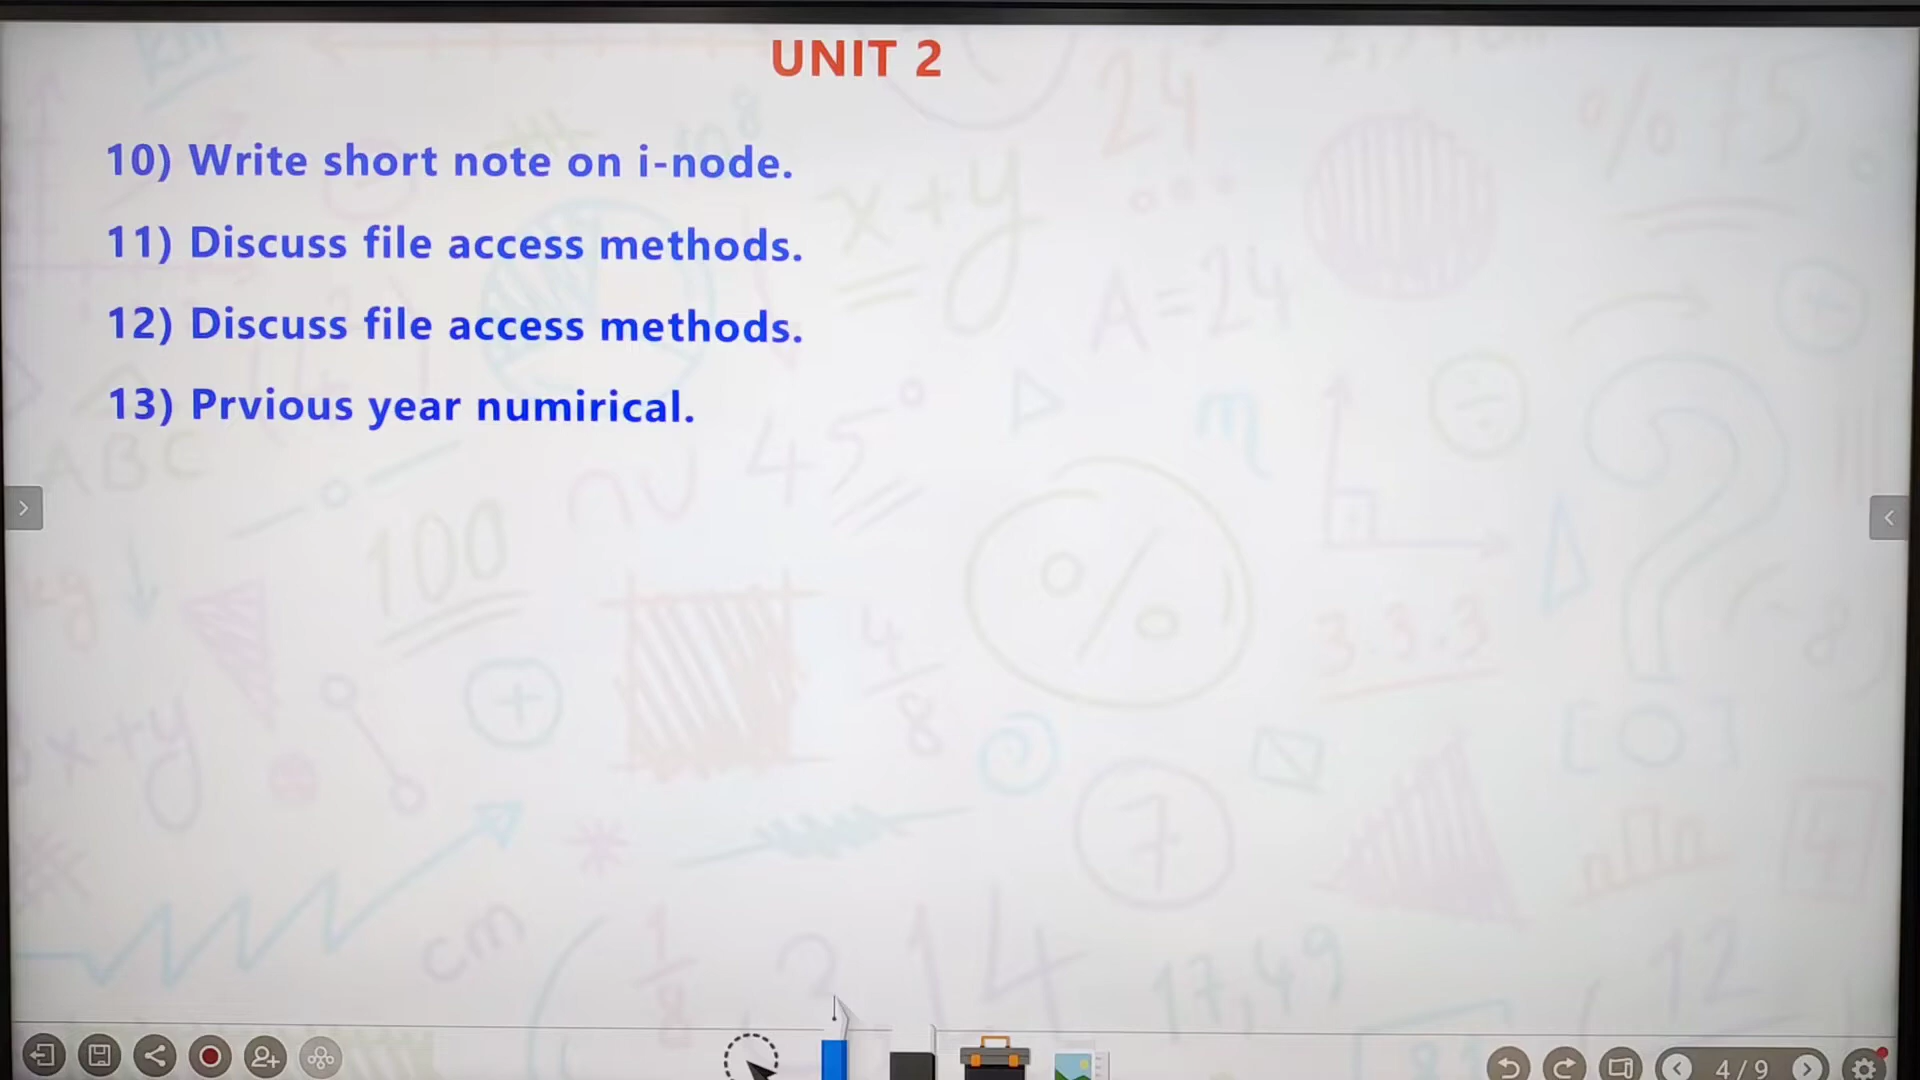 UNIT 2
10) Write short note on i-node.
11) Discuss file access methods.
12) Discuss file access methods.
13) Prvious year numirical.
4 / 9